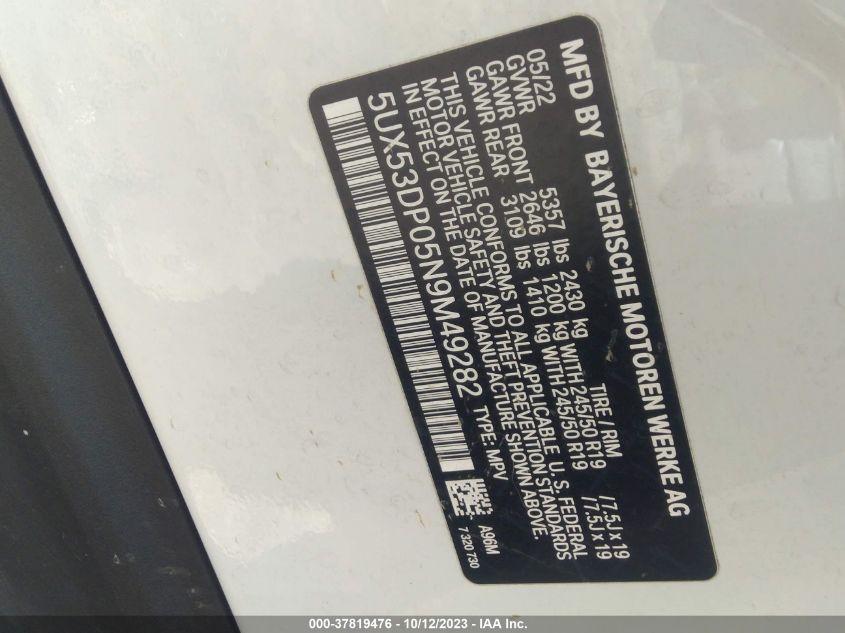 MFD BY BAYERISCHE MOTOREN WERKE AG
05/22
GVWR 5357 lbs 2430 kg TIRE / RIM
GAWR FRONT 2646 lbs 1200 kg WITH 245/50 R19 / 7.5J x 19
GAWR REAR 3109 lbs 1410 kg WITH 245/50 R19 / 7.5J x 19
THIS VEHICLE CONFORMS TO ALL APPLICABLE U. S. FEDERAL
MOTOR VEHICLE SAFETY AND THEFT PREVENTION STANDARDS
IN EFFECT ON THE DATE OF MANUFACTURE SHOWN ABOVE.
5UX53DP05N9M49282 TYPE: MPV
A96M
7 320 730
000-37819476 - 10/12/2023 - IAA Inc.